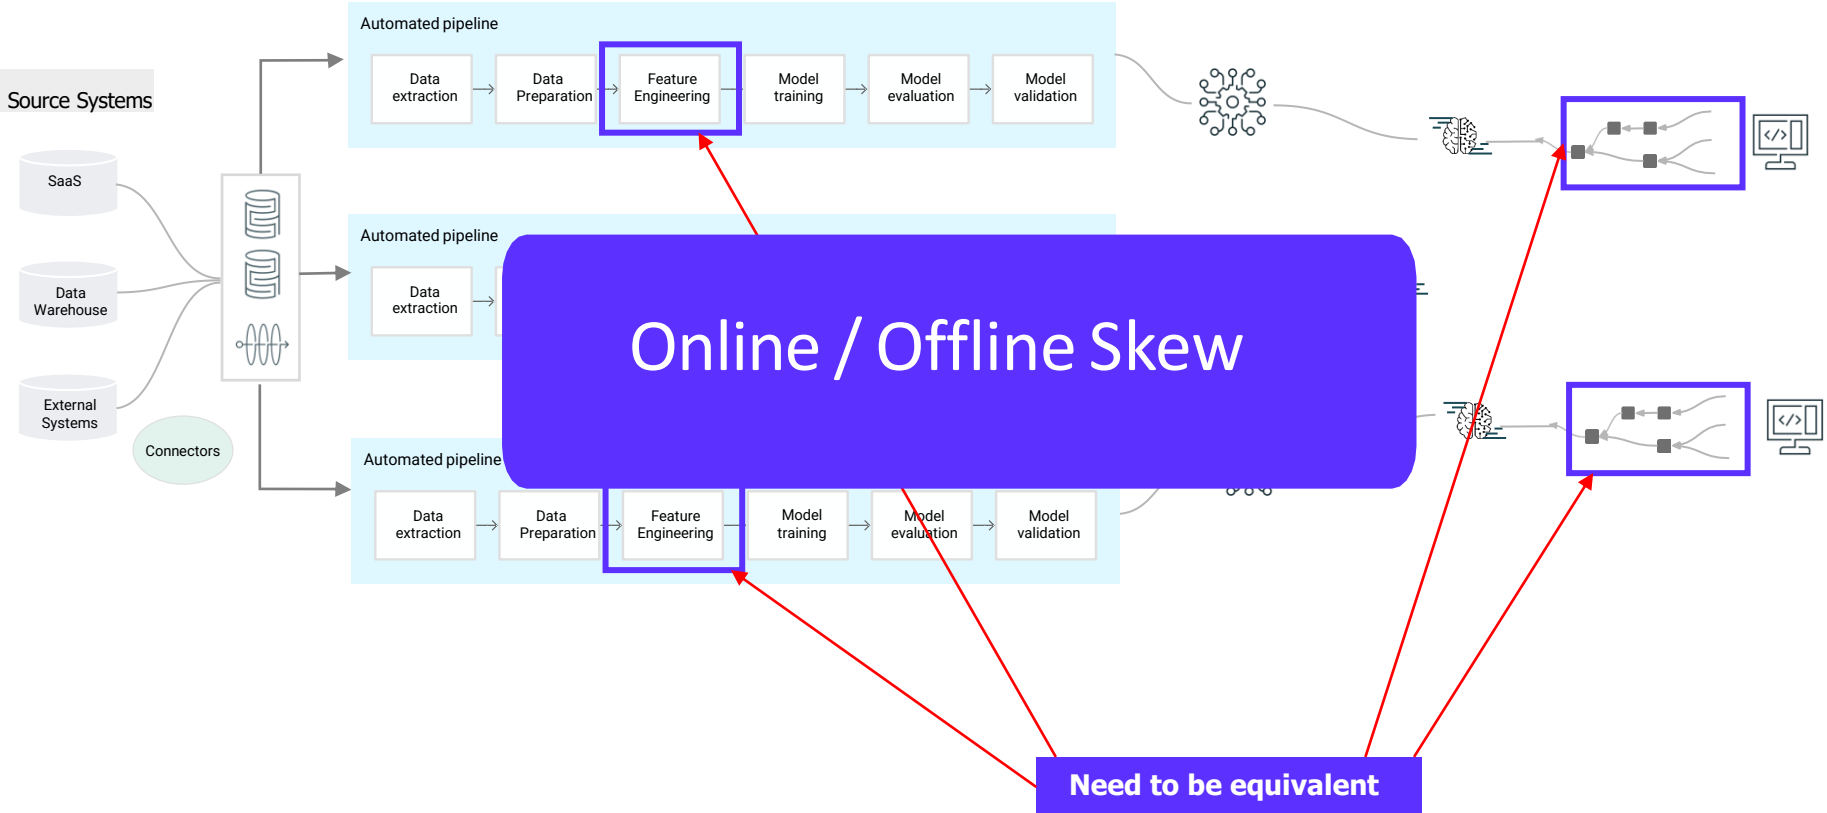 Automated pipeline
Data
extraction
Data
Preparation
Feature
Engineering
Model
training
Model
evaluation
Model
validation
Source Systems
SaaS
Data
Warehouse
External
Systems
Connectors
</>
</>
Automated pipeline
Data
extraction
Online / Offline Skew
Automated pipeline
Data
extraction
Data
Preparation
Feature
Engineering
Model
training
Model
evaluation
Model
validation
Need to be equivalent